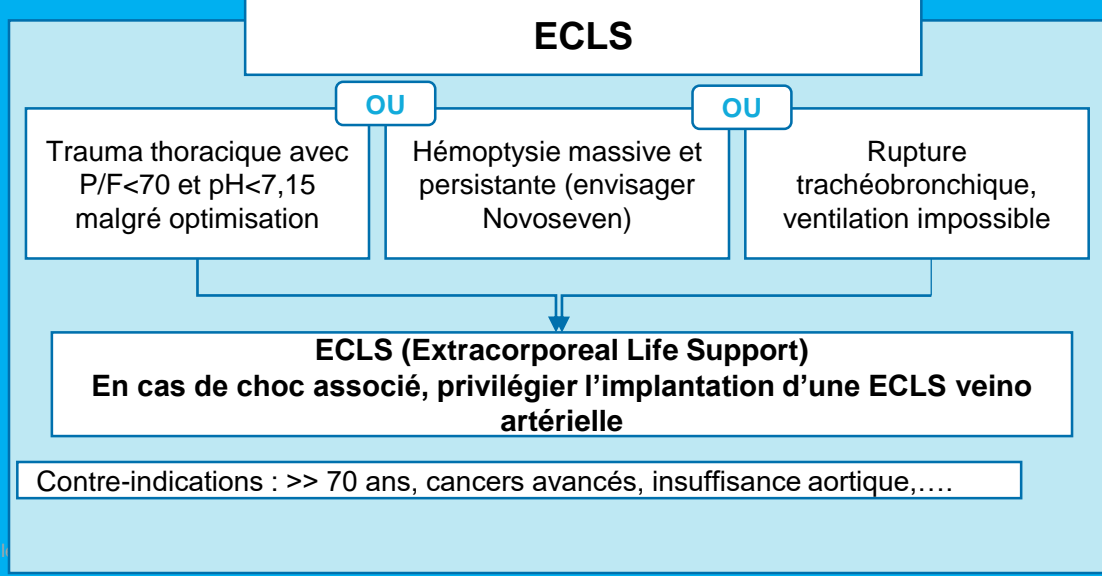 ECLS
OU
OU
Trauma thoracique avec
P/F<70 et pH<7,15
malgré optimisation
Hémoptysie massive et
persistante (envisager
Novoseven)
Rupture
trachéobronchique,
ventilation impossible
ECLS (Extracorporeal Life Support)
En cas de choc associé, privilégier l’implantation d’une ECLS veino
artérielle
Contre-indications : >> 70 ans, cancers avancés, insuffisance aortique,….